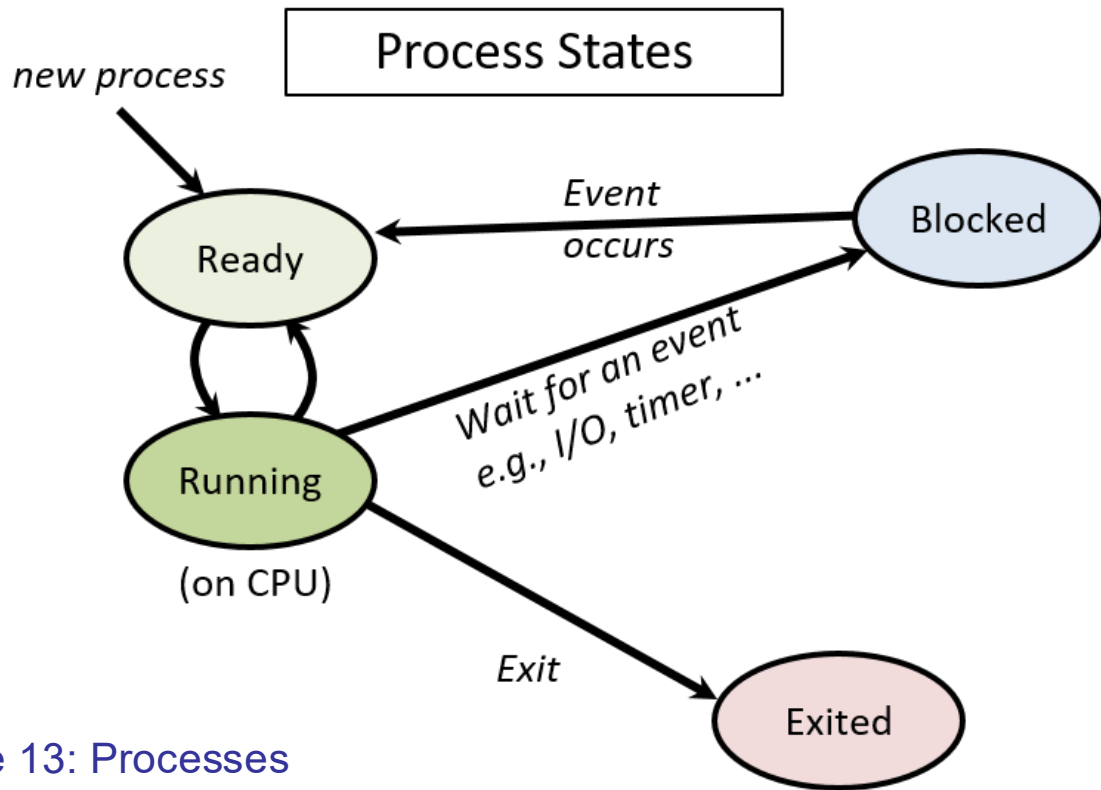 Process States
new process
Event
occurs
Blocked
Ready
Wait for an event
e.g., I/O, timer, ...
Running
(on CPU)
Exit
Exited
e 13: Processes